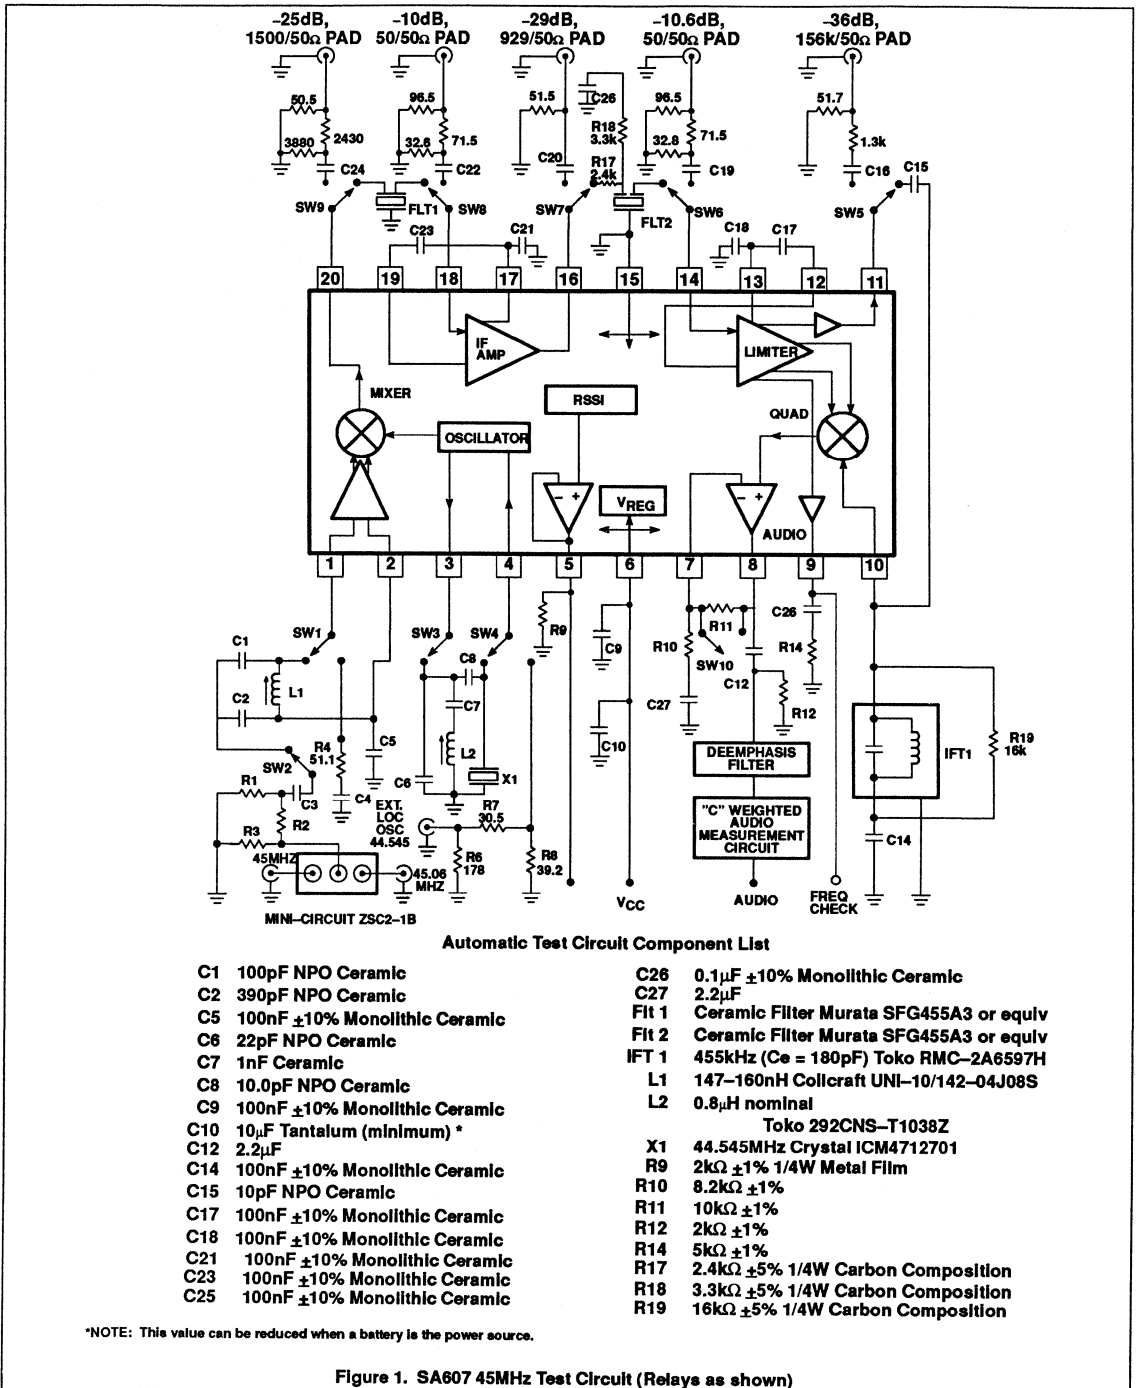 –25dB, –10dB, –29dB, –10.6dB, –36dB,
1500/50Ω PAD 50/50Ω PAD 929/50Ω PAD 50/50Ω PAD 156k/50Ω PAD
50.5 96.5 51.5 C26 96.5 51.7
R18
3.3k
3880 2430 32.6 71.5 32.8 71.5 1.3k
C24 C22 C20 R17 C19 C16 C15
2.4k
SW9 FLT1 SW8 SW7 FLT2 SW6 SW5
C23 C21 C18 C17
20 19 18 17 16 15 14 13 12 11
IF
AMP
LIMITER
MIXER
RSSI
QUAD
OSCILLATOR
– + VREG – +
AUDIO
1 2 3 4 5 6 7 8 9 10
SW1 SW3 SW4 R9 C9 R10 R11 C26 R14
C1 C8 SW10
L1 C7 C12
C2 C27 R12
R4
51.1
C5 L2 C10
SW2 C6 X1
DEEMPHASIS
FILTER
IFT1 R19
16k
R1 C3 C4
R2
R3
EXT.
LOC
OSC
44.545
R7
30.5
R6
178
R8
39.2
"C" WEIGHTED
AUDIO
MEASUREMENT
CIRCUIT
C14
45MHZ 45.06
MHZ
MINI–CIRCUIT ZSC2–1B
VCC
AUDIO
FREQ
CHECK
Automatic Test Circuit Component List
C1 100pF NPO Ceramic
C2 390pF NPO Ceramic
C5 100nF ±10% Monolithic Ceramic
C6 22pF NPO Ceramic
C7 1nF Ceramic
C8 10.0pF NPO Ceramic
C9 100nF ±10% Monolithic Ceramic
C10 10µF Tantalum (minimum) *
C12 2.2µF
C14 100nF ±10% Monolithic Ceramic
C15 10pF NPO Ceramic
C17 100nF ±10% Monolithic Ceramic
C18 100nF ±10% Monolithic Ceramic
C21 100nF ±10% Monolithic Ceramic
C23 100nF ±10% Monolithic Ceramic
C25 100nF ±10% Monolithic Ceramic
C26 0.1µF ±10% Monolithic Ceramic
C27 2.2µF
Flt 1 Ceramic Filter Murata SFG455A3 or equiv
Flt 2 Ceramic Filter Murata SFG455A3 or equiv
IFT 1 455kHz (Ce = 180pF) Toko RMC–2A6597H
L1 147–160nH Coilcraft UNI–10/142–04J08S
L2 0.8µH nominal
Toko 292CNS–T1038Z
X1 44.545MHz Crystal ICM4712701
R9 2kΩ ±1% 1/4W Metal Film
R10 8.2kΩ ±1%
R11 10kΩ ±1%
R12 2kΩ ±1%
R14 5kΩ ±1%
R17 2.4kΩ ±5% 1/4W Carbon Composition
R18 3.3kΩ ±5% 1/4W Carbon Composition
R19 16kΩ ±5% 1/4W Carbon Composition
*NOTE: This value can be reduced when a battery is the power source.
Figure 1. SA607 45MHz Test Circuit (Relays as shown)